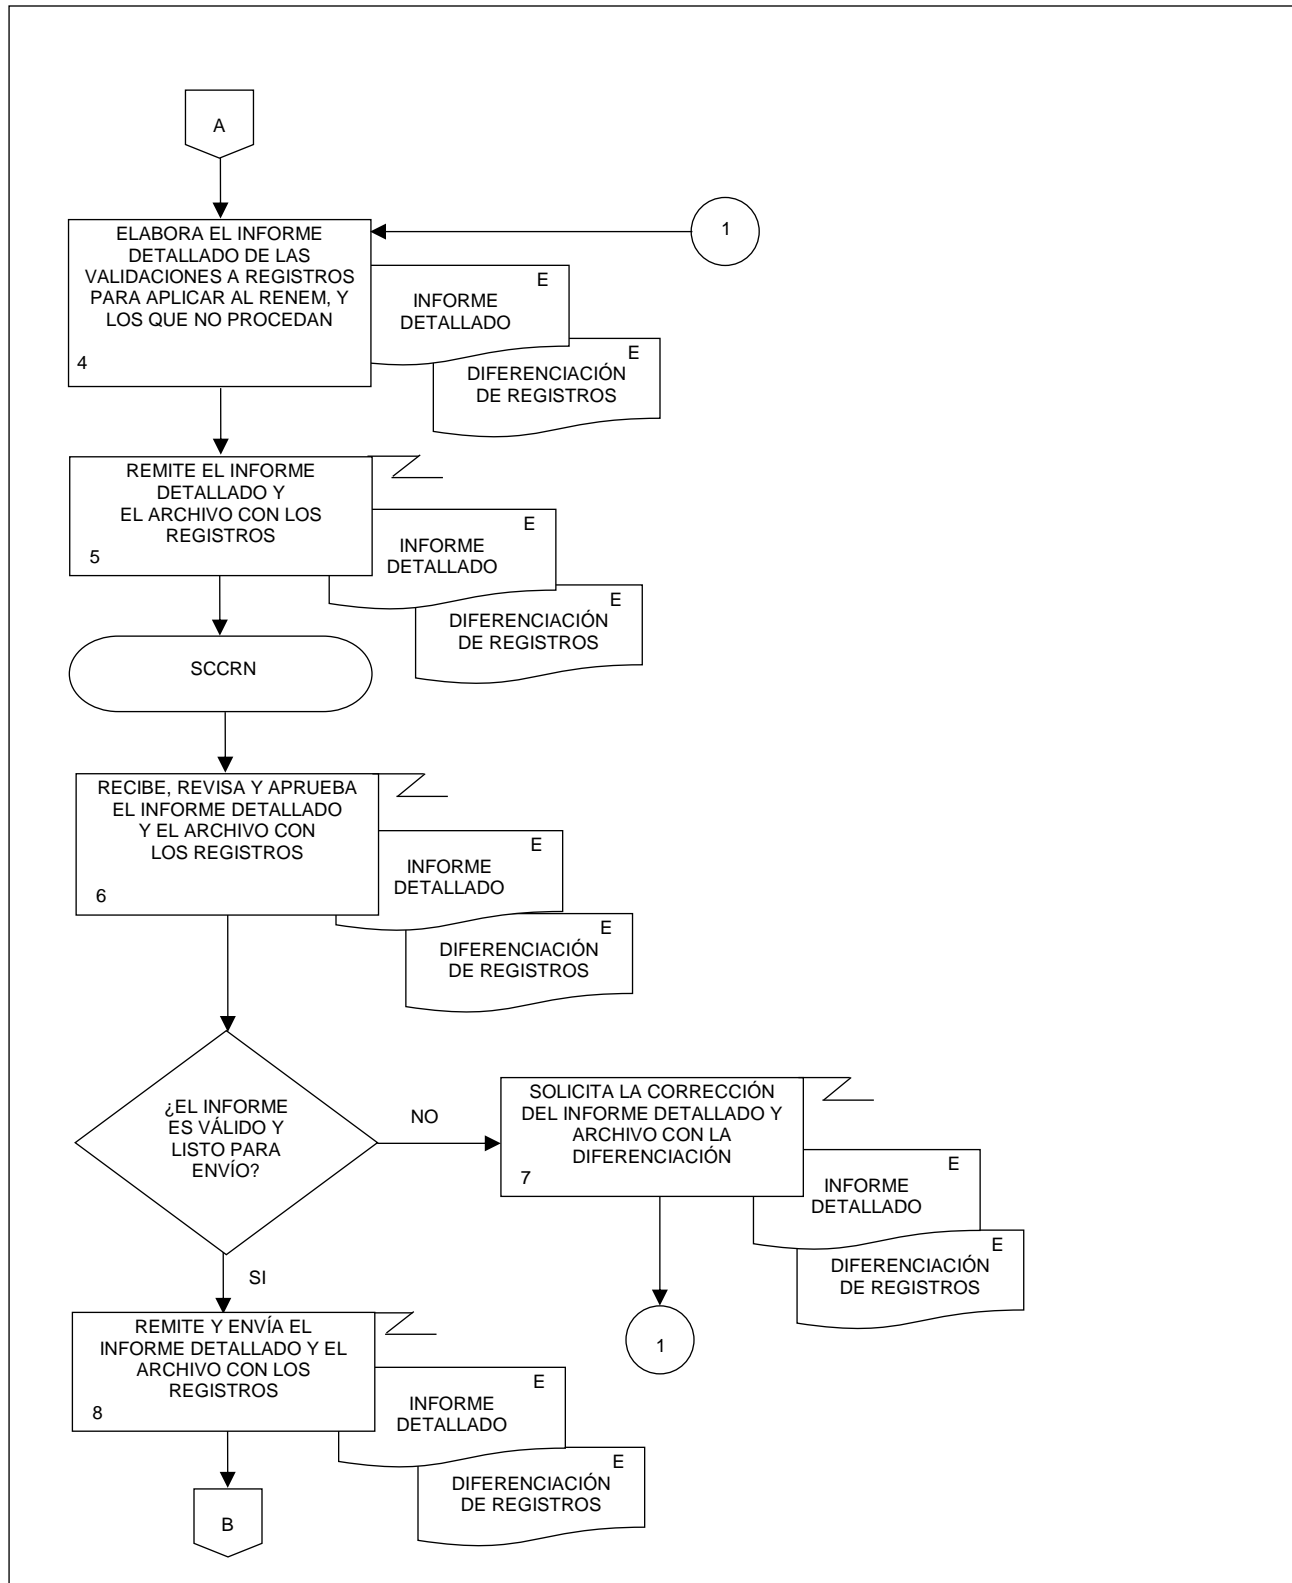 A
1
ELABORA EL INFORME
DETALLADO DE LAS
VALIDACIONES A REGISTROS
PARA APLICAR AL RENEM, Y
LOS QUE NO PROCEDAN
4
E
INFORME
DETALLADO
E
DIFERENCIACIÓN
DE REGISTROS
REMITE EL INFORME
DETALLADO Y
EL ARCHIVO CON LOS
REGISTROS
5
E
INFORME
DETALLADO
E
DIFERENCIACIÓN
DE REGISTROS
SCCRN
RECIBE, REVISA Y APRUEBA
EL INFORME DETALLADO
Y EL ARCHIVO CON
LOS REGISTROS
6
E
INFORME
DETALLADO
E
DIFERENCIACIÓN
DE REGISTROS
¿EL INFORME
ES VÁLIDO Y
LISTO PARA
ENVÍO?
NO
SOLICITA LA CORRECCIÓN
DEL INFORME DETALLADO Y
ARCHIVO CON LA
DIFERENCIACIÓN
7
E
INFORME
DETALLADO
E
DIFERENCIACIÓN
DE REGISTROS
1
SI
REMITE Y ENVÍA EL
INFORME DETALLADO Y EL
ARCHIVO CON LOS
REGISTROS
8
E
INFORME
DETALLADO
E
DIFERENCIACIÓN
DE REGISTROS
B